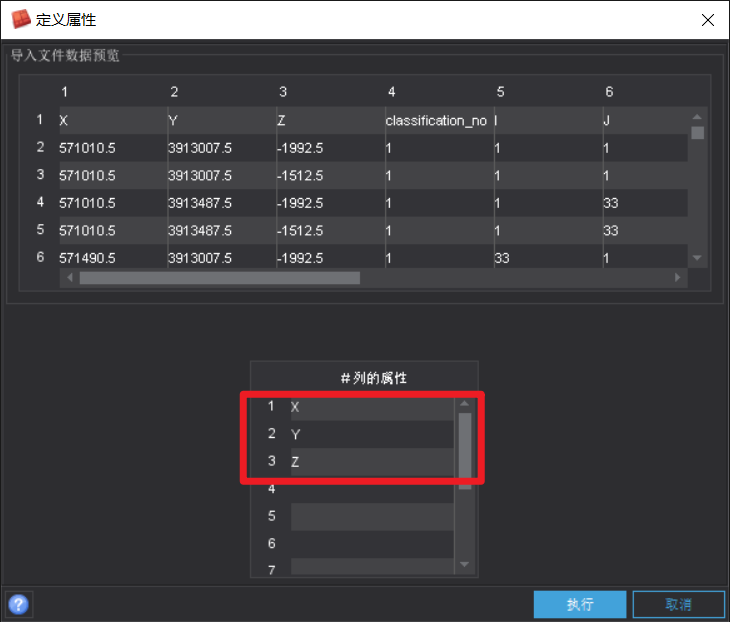 定义属性
导入文件数据预览
1 2 3 4 5 6
1 X Y Z classification_no I J
2 571010.5 3913007.5 -1992.5 1 1 1
3 571010.5 3913007.5 -1512.5 1 1 1
4 571010.5 3913487.5 -1992.5 1 1 33
5 571010.5 3913487.5 -1512.5 1 1 33
6 571490.5 3913007.5 -1992.5 1 33 1
#列的属性
1 X
2 Y
3 Z
4
5
6
7
? 执行 取消